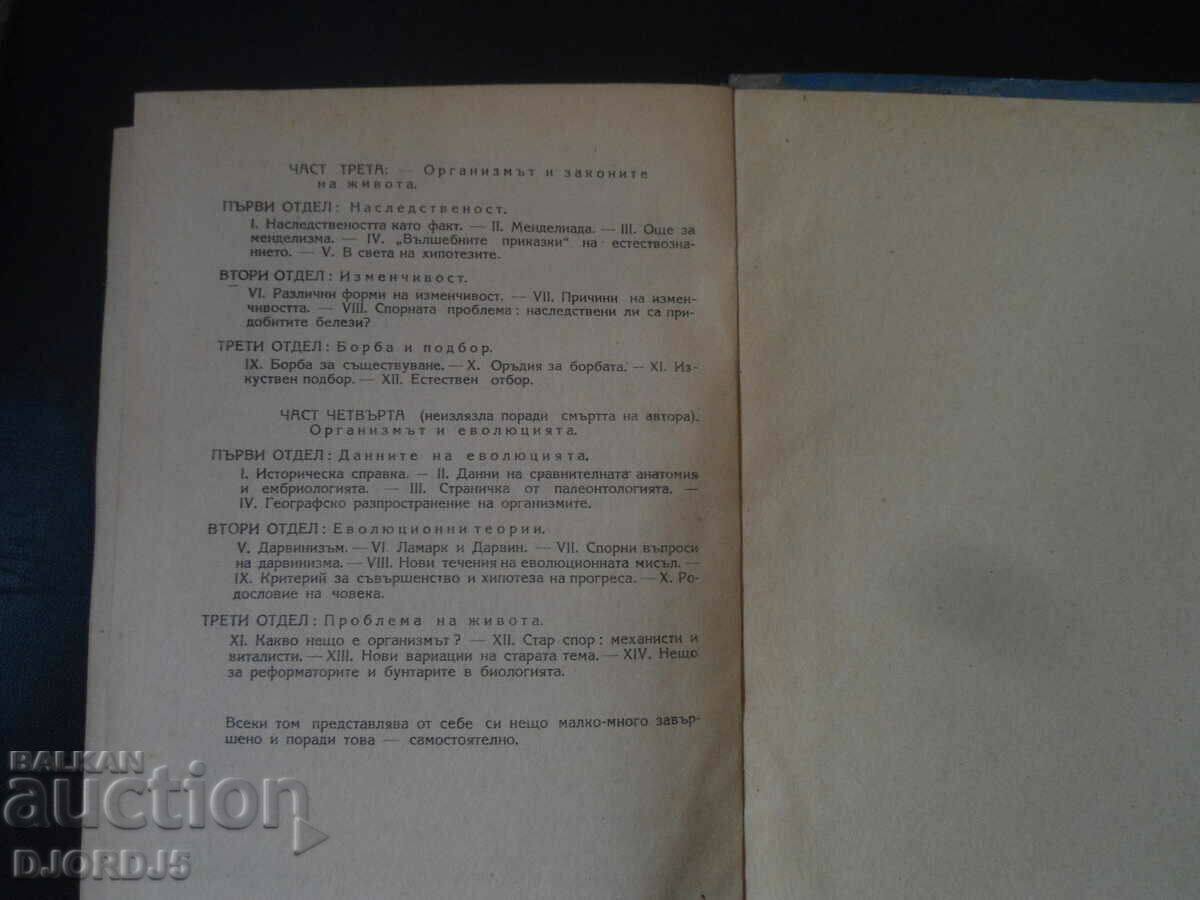 ЧАСТ ТРЕТА: — Организмът и законите
на живота.
ПЪРВИ ОТДЕЛ: Наследственост.
I. Наследствеността като факт. — II. Менделиада. — III. Още за
менделизма. — IV. „Вълшебните приказки“ на естествозна-
нието. — V. В света на хипотезите.
ВТОРИ ОТДЕЛ: Изменчивост.
VI. Различни форми на изменчивост. — VII. Причини на измен-
чивостта. — VIII. Спорната проблема: наследствени ли са при-
добитите белези?
ТРЕТИ ОТДЕЛ: Борба и подбор.
IX. Борба за съществуване. — X. Оръдия за борбата. — XI. Из-
куствен подбор. — XII. Естествен отбор.
ЧАСТ ЧЕТВЪРТА (неизлязла поради смъртта на автора).
Организмът и еволюцията.
ПЪРВИ ОТДЕЛ: Данните на еволюцията.
I. Историческа справка. — II. Данни на сравнителната анатомия
и ембриологията. — III. Страничка от палеонтологията. —
IV. Географско разпространение на организмите.
ВТОРИ ОТДЕЛ: Еволюционни теории.
V. Дарвинизъм. — VI. Ламарк и Дарвин. — VII. Спорни въпроси
на дарвинизма. — VIII. Нови течения на еволюционната мисъл. —
IX. Критерий за съвършенство и хипотеза на прогреса. — X. Ро-
дословие на човека.
ТРЕТИ ОТДЕЛ: Проблема на живота.
XI. Какво нещо е организмът? — XII. Стар спор: механисти и
виталисти. — XIII. Нови вариации на старата тема. — XIV. Нещо
за реформаторите и бунтарите в биологията.
Всеки том представлява от себе си нещо малко-много завър-
шено и поради това — самостоятелно.
BALKAN
auction
DJORDJ5